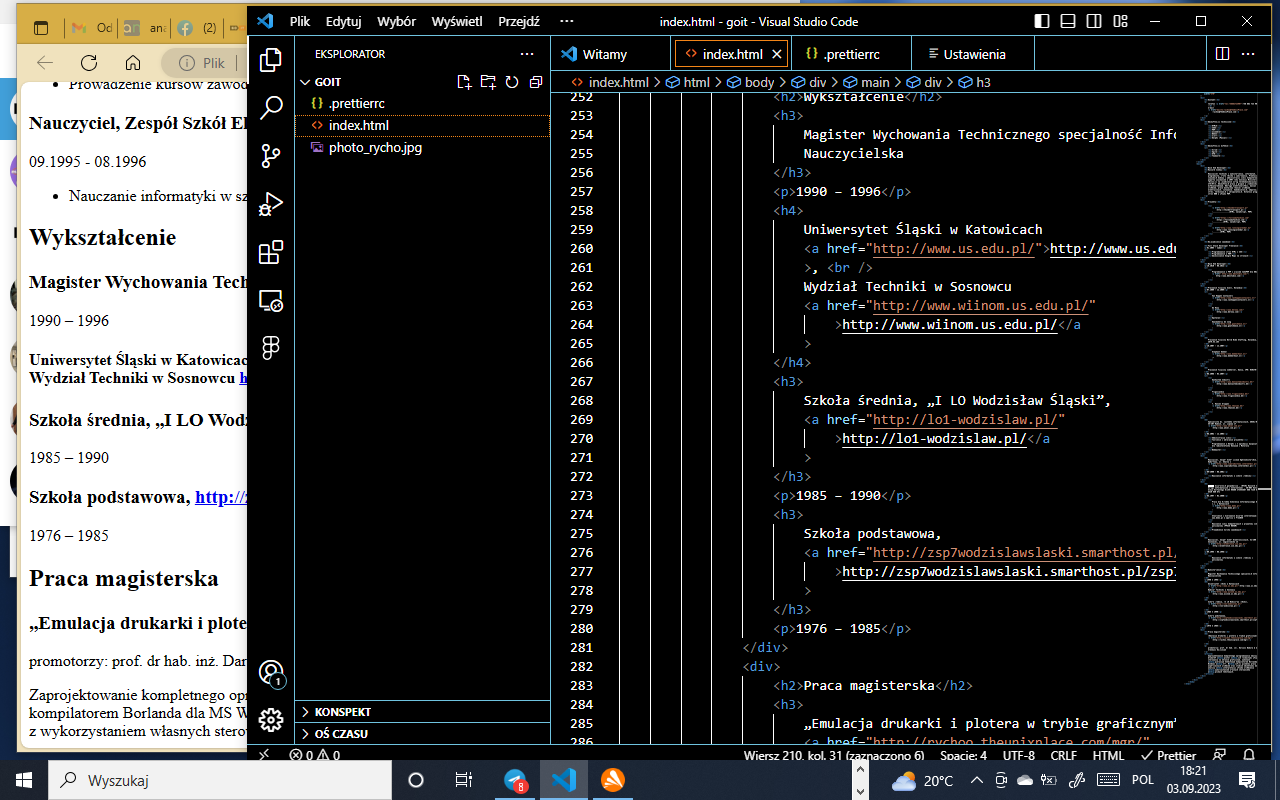 Plik Edytuj Wybór Wyświetl Przejdź ···
index.html - goit - Visual Studio Code
Od
ana
(2)
Plik
Prowadzenie kursów zawod
Nauczyciel, Zespół Szkół El
09.1995 - 08.1996
Nauczanie informatyki w sz
Wykształcenie
Magister Wychowania Tech
1990 – 1996
Uniwersytet Śląski w Katowicac
Wydział Techniki w Sosnowcu h
Szkoła średnia, „I LO Wodz
1985 – 1990
Szkoła podstawowa, http://z
1976 – 1985
Praca magisterska
„Emulacja drukarki i plote
promotorzy: prof. dr hab. inż. Dar
Zaprojektowanie kompletnego opr
kompilatorem Borlanda dla MS W
z wykorzystaniem własnych sterow
EKSPLORATOR ···
GOIT
{} .prettierrc
<> index.html
photo_rycho.jpg
KONSPEKT
OŚ CZASU
1
Witamy
<> index.html
{} .prettierrc
Ustawienia
<> index.html > html > body > div > main > div > h3
252 <h2>Wykształcenie</h2>
253 <h3>
254 Magister Wychowania Technicznego specjalność Info
255 Nauczycielska
256 </h3>
257 <p>1990 – 1996</p>
258 <h4>
259 Uniwersytet Śląski w Katowicach
260 <a href="http://www.us.edu.pl/">http://www.us.edu
261 >, <br />
262 Wydział Techniki w Sosnowcu
263 <a href="http://www.wiinom.us.edu.pl/"
264 >http://www.wiinom.us.edu.pl/</a
265 >
266 </h4>
267 <h3>
268 Szkoła średnia, „I LO Wodzisław Śląski”,
269 <a href="http://lo1-wodzislaw.pl/"
270 >http://lo1-wodzislaw.pl/</a
271 >
272 </h3>
273 <p>1985 – 1990</p>
274 <h3>
275 Szkoła podstawowa,
276 <a href="http://zsp7wodzislawslaski.smarthost.pl/
277 >http://zsp7wodzislawslaski.smarthost.pl/zsp7
278 >
279 </h3>
280 <p>1976 – 1985</p>
281 </div>
282 <div>
283 <h2>Praca magisterska</h2>
284 <h3>
285 „Emulacja drukarki i plotera w trybie graficznym”
286 <a href="http://rychoo.theunixplace.com/mgr/"
0 0 Wiersz 210, kol. 31 (zaznaczono 6) Spacje: 4 UTF-8 CRLF HTML Prettier
Wyszukaj
8
20°C
POL
18:21
03.09.2023